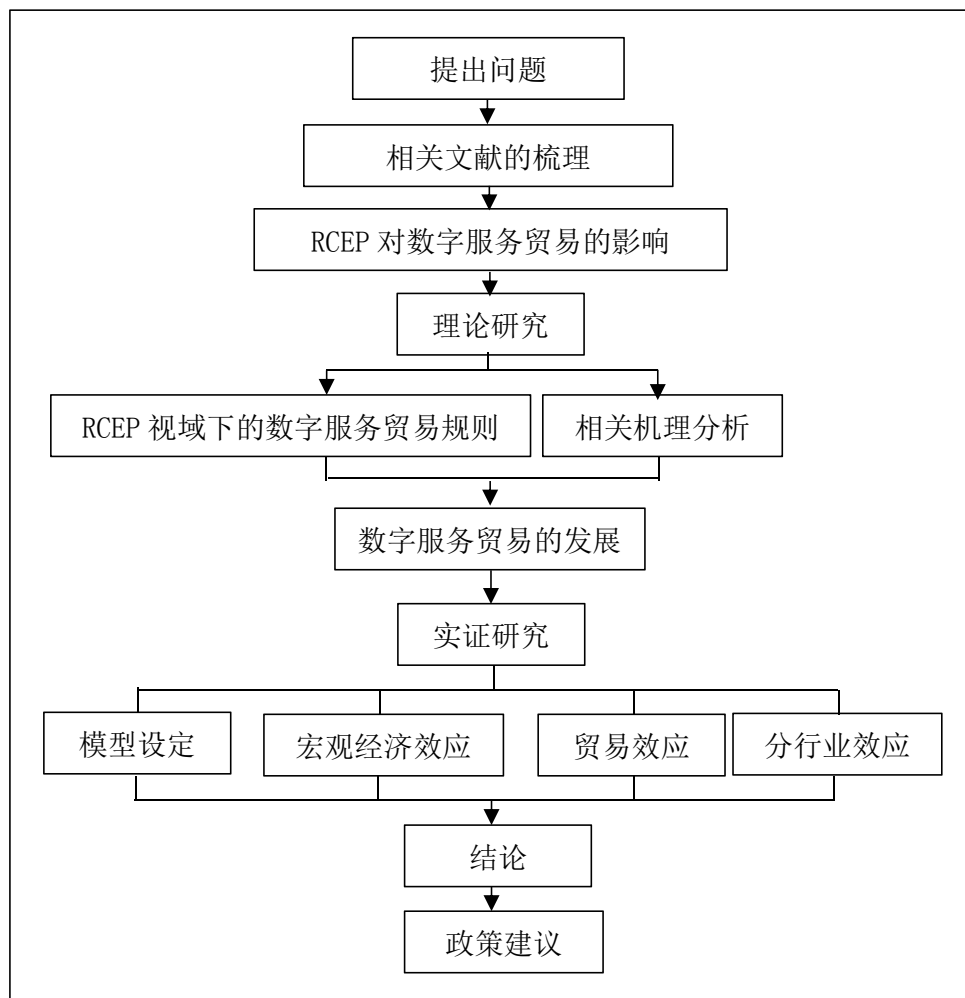 提出问题
相关文献的梳理
RCEP 对数字服务贸易的影响
理论研究
RCEP 视域下的数字服务贸易规则
相关机理分析
数字服务贸易的发展
实证研究
模型设定
宏观经济效应
贸易效应
分行业效应
结论
政策建议